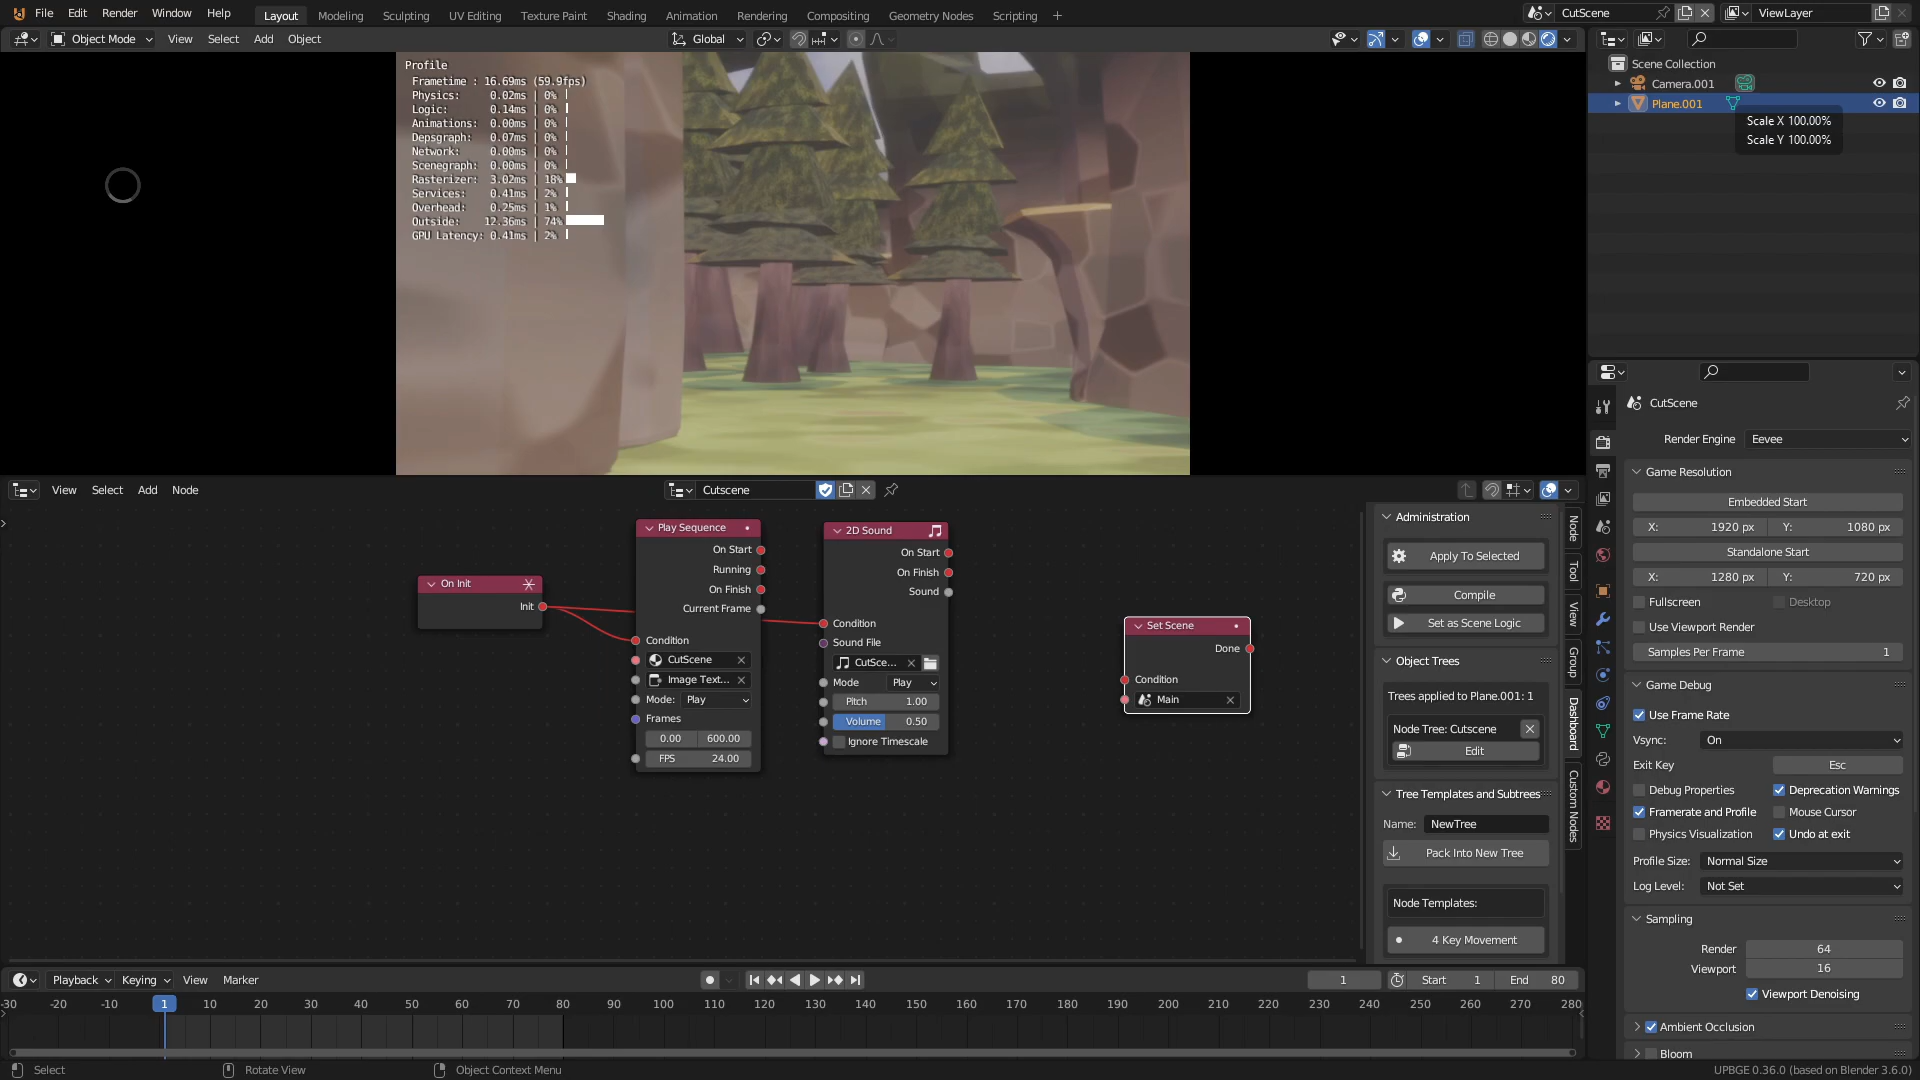 File Edit Render Window Help
Layout Modeling Sculpting UV Editing Texture Paint Shading Animation Rendering Compositing Geometry Nodes Scripting +
CutScene
ViewLayer
Object Mode View Select Add Object
Global
Profile
Frametime : 16.69ms (59.9fps)
Physics: 0.02ms | 0%
Logic: 0.14ms | 0%
Animations: 0.00ms | 0%
Depsgraph: 0.07ms | 0%
Network: 0.00ms | 0%
Scenegraph: 0.00ms | 0%
Rasterizer: 3.02ms | 18%
Services: 0.41ms | 2%
Overhead: 0.25ms | 1%
Outside: 12.36ms | 74%
GPU Latency: 0.41ms | 2%
Scene Collection
Camera.001
Plane.001
Scale X 100.00%
Scale Y 100.00%
CutScene
Render Engine Eevee
Game Resolution
Embedded Start
X: 1920 px Y: 1080 px
Standalone Start
X: 1280 px Y: 720 px
Fullscreen Desktop
Use Viewport Render
Samples Per Frame 1
Game Debug
Use Frame Rate
Vsync: On
Exit Key Esc
Debug Properties Deprecation Warnings
Framerate and Profile Mouse Cursor
Physics Visualization Undo at exit
Profile Size: Normal Size
Log Level: Not Set
Sampling
Render 64
Viewport 16
Viewport Denoising
Ambient Occlusion
Bloom
View Select Add Node
Cutscene
On Init
Init
Play Sequence
On Start
Running
On Finish
Current Frame
Condition
CutScene
Image Text...
Mode: Play
Frames
0.00 600.00
FPS 24.00
2D Sound
On Start
On Finish
Sound
Condition
Sound File
CutSce...
Mode Play
Pitch 1.00
Volume 0.50
Ignore Timescale
Set Scene
Done
Condition
Main
Administration
Apply To Selected
Compile
Set as Scene Logic
Object Trees
Trees applied to Plane.001: 1
Node Tree: Cutscene
Edit
Tree Templates and Subtrees
Name: NewTree
Pack Into New Tree
Node Templates:
4 Key Movement
Node
Tool
View
Group
Dashboard
Custom Nodes
Playback Keying View Marker
1 Start 1 End 80
-30 -20 -10 1 10 20 30 40 50 60 70 80 90 100 110 120 130 140 150 160 170 180 190 200 210 220 230 240 250 260 270 280
Select Rotate View Object Context Menu
UPBGE 0.36.0 (based on Blender 3.6.0)